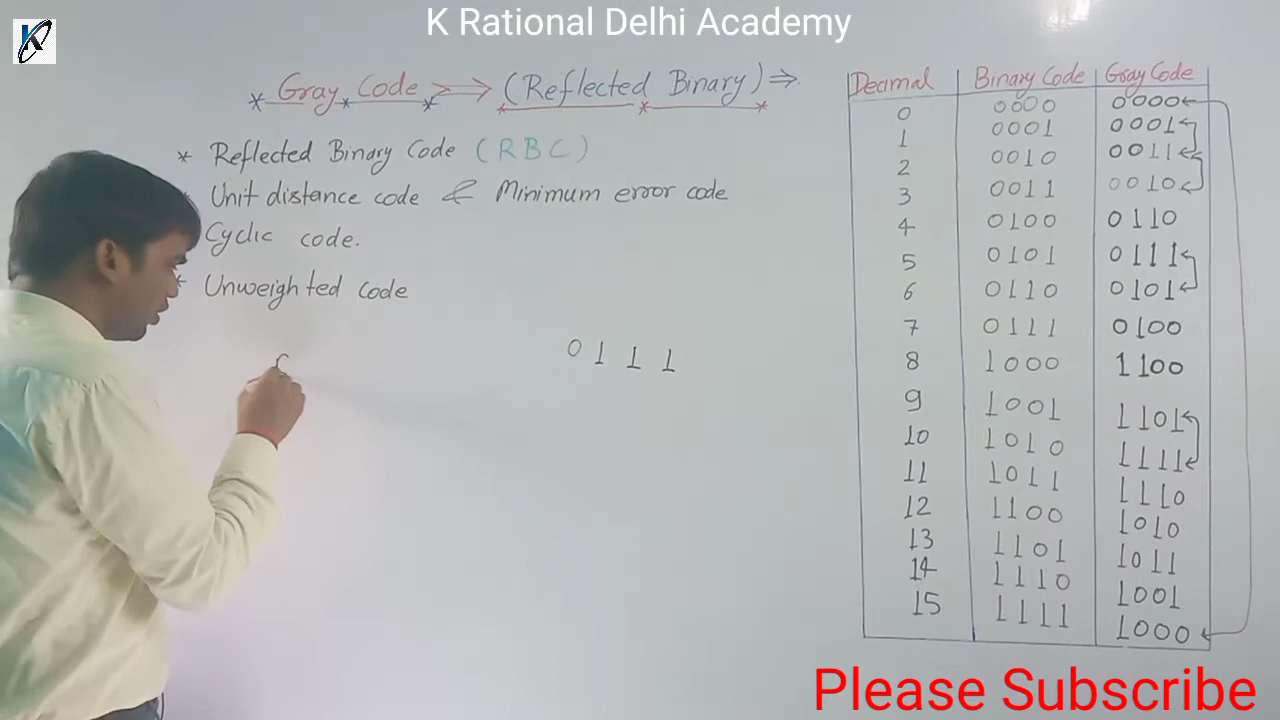 K Rational Delhi Academy
K
* Gray Code * ⇒ (Reflected Binary) ⇒
* Reflected Binary Code (RBC)
Unit distance code & Minimum error code
Cyclic code.
* Unweighted code
0 1 1 1
Decimal Binary Code Gray Code
0 0000 0000
1 0001 0001
2 0010 0011
3 0011 0010
4 0100 0110
5 0101 0111
6 0110 0101
7 0111 0100
8 1000 1100
9 1001 1101
10 1010 1111
11 1011 1110
12 1100 1010
13 1101 1011
14 1110 1001
15 1111 1000
Please Subscribe